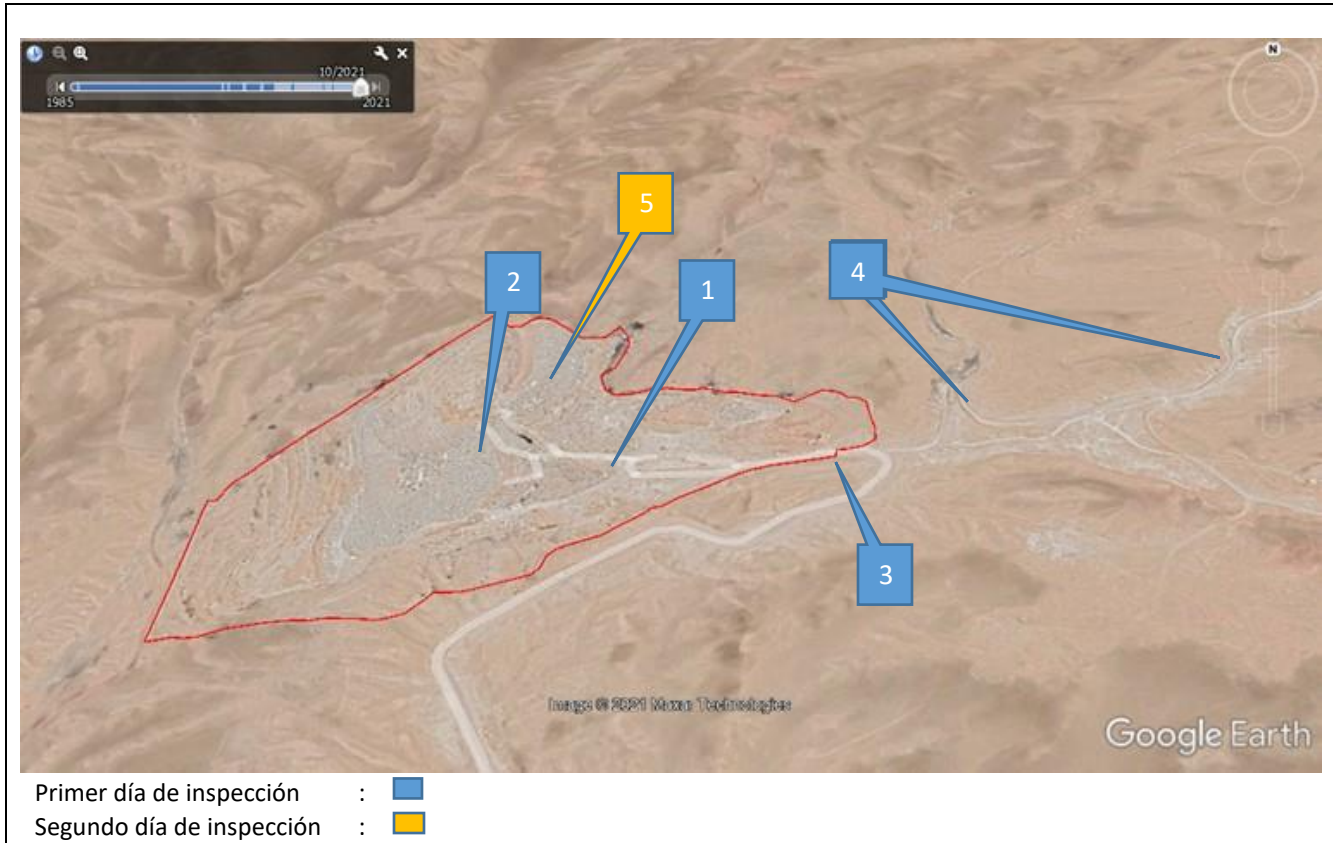 10/2021
1985
2021
N
5
2
1
4
3
Image © 2021 Maxar Technologies
Google Earth
Primer día de inspección :
Segundo día de inspección :